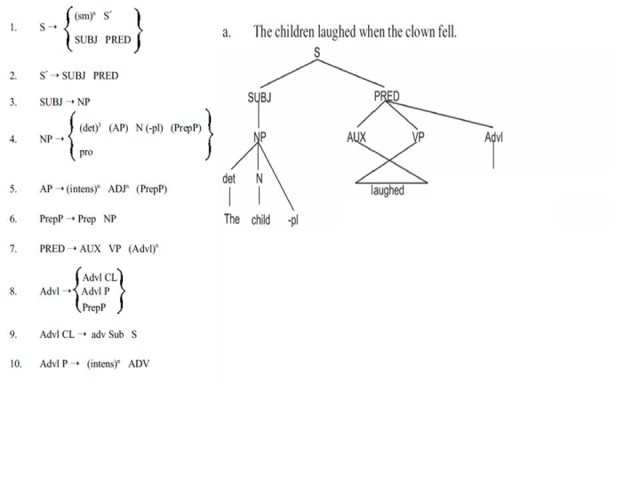 1. S → { (sm)ⁿ S´
SUBJ PRED }
2. S´ → SUBJ PRED
3. SUBJ → NP
4. NP → { (det)³ (AP) N (-pl) (PrepP)
pro }
5. AP → (intens)ⁿ ADJⁿ (PrepP)
6. PrepP → Prep NP
7. PRED → AUX VP (Advl)ⁿ
8. Advl → { Advl CL
Advl P
PrepP }
9. Advl CL → adv Sub S
10. Advl P → (intens)ⁿ ADV
a. The children laughed when the clown fell.
S
SUBJ PRED
NP AUX VP Advl
det N
laughed
The child -pl